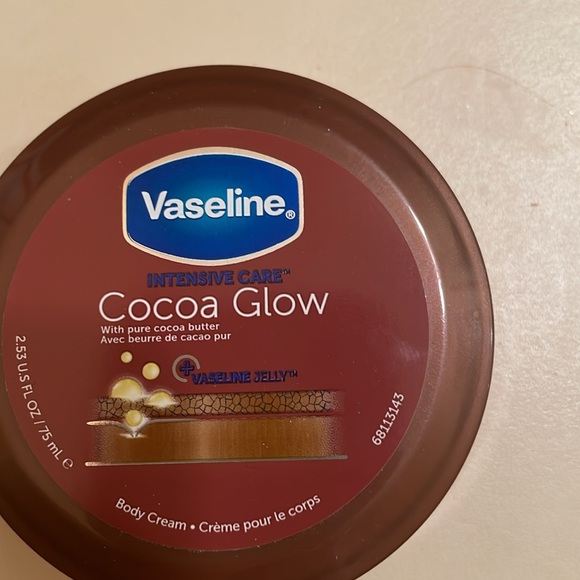 Vaseline®
INTENSIVE CARE™
Cocoa Glow
With pure cocoa butter
Avec beurre de cacao pur
+
VASELINE JELLY™
2.53 U.S FL OZ / 75 mL ℮
68113143
Body Cream • Crème pour le corps